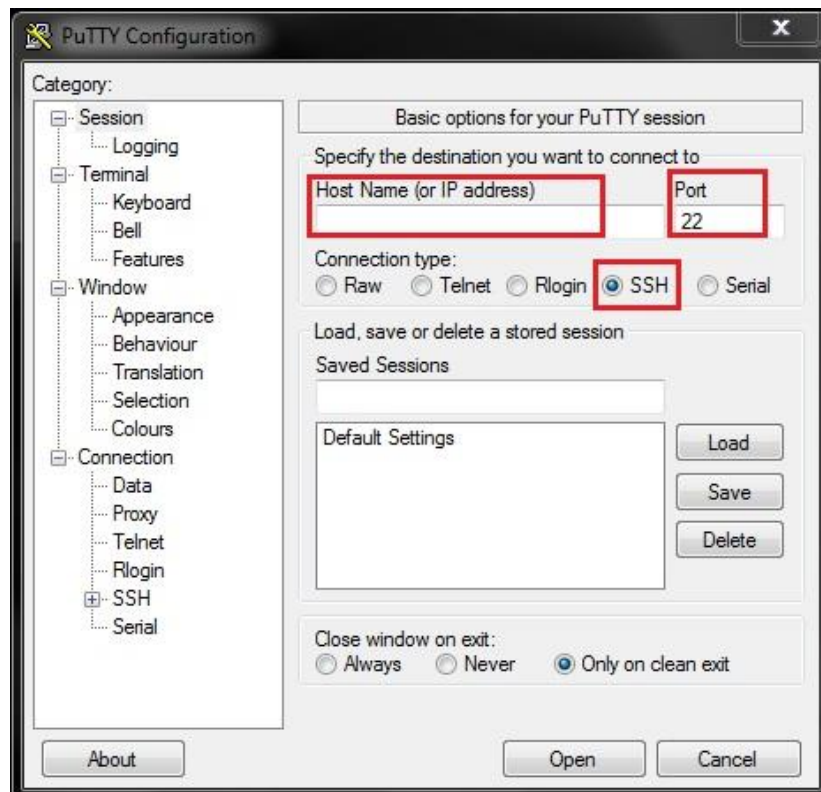 PuTTY Configuration
x
Category:
Session
Logging
Terminal
Keyboard
Bell
Features
Window
Appearance
Behaviour
Translation
Selection
Colours
Connection
Data
Proxy
Telnet
Rlogin
SSH
Serial
Basic options for your PuTTY session
Specify the destination you want to connect to
Host Name (or IP address) Port
22
Connection type:
Raw Telnet Rlogin SSH Serial
Load, save or delete a stored session
Saved Sessions
Default Settings
Load
Save
Delete
Close window on exit:
Always Never Only on clean exit
About Open Cancel